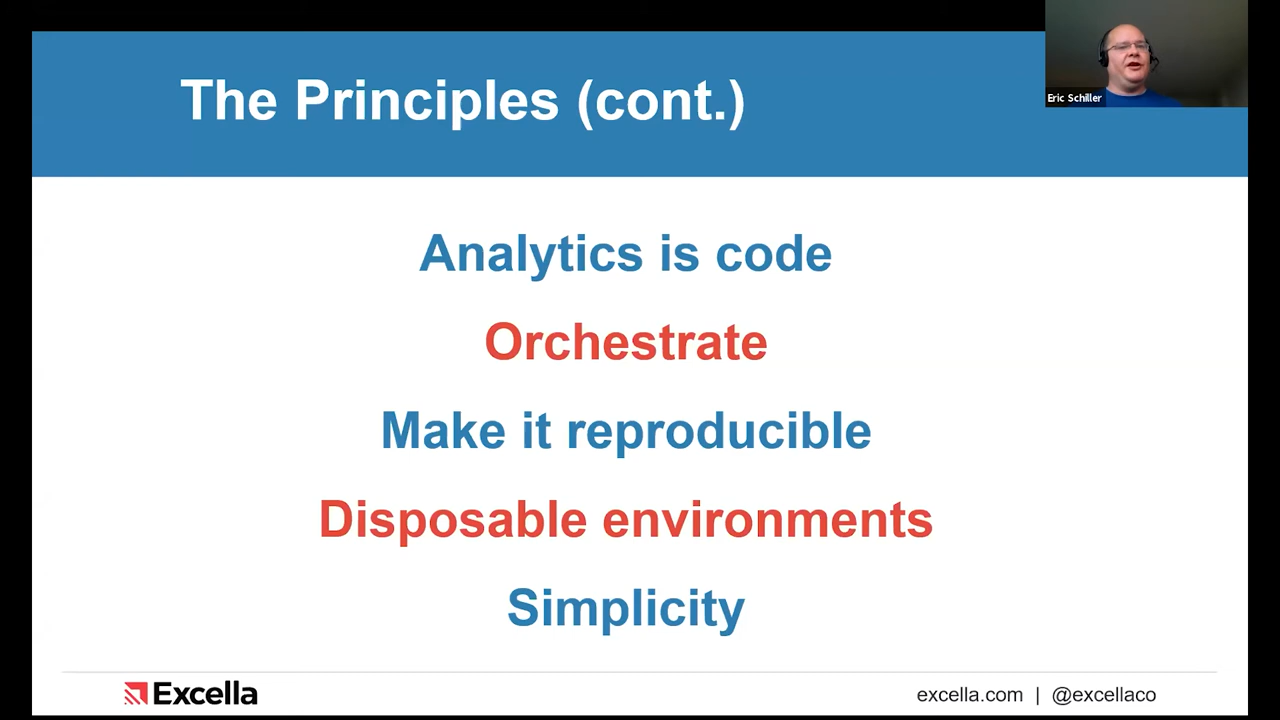 The Principles (cont.)
Eric Schiller
Analytics is code
Orchestrate
Make it reproducible
Disposable environments
Simplicity
Excella
excella.com | @excellaco